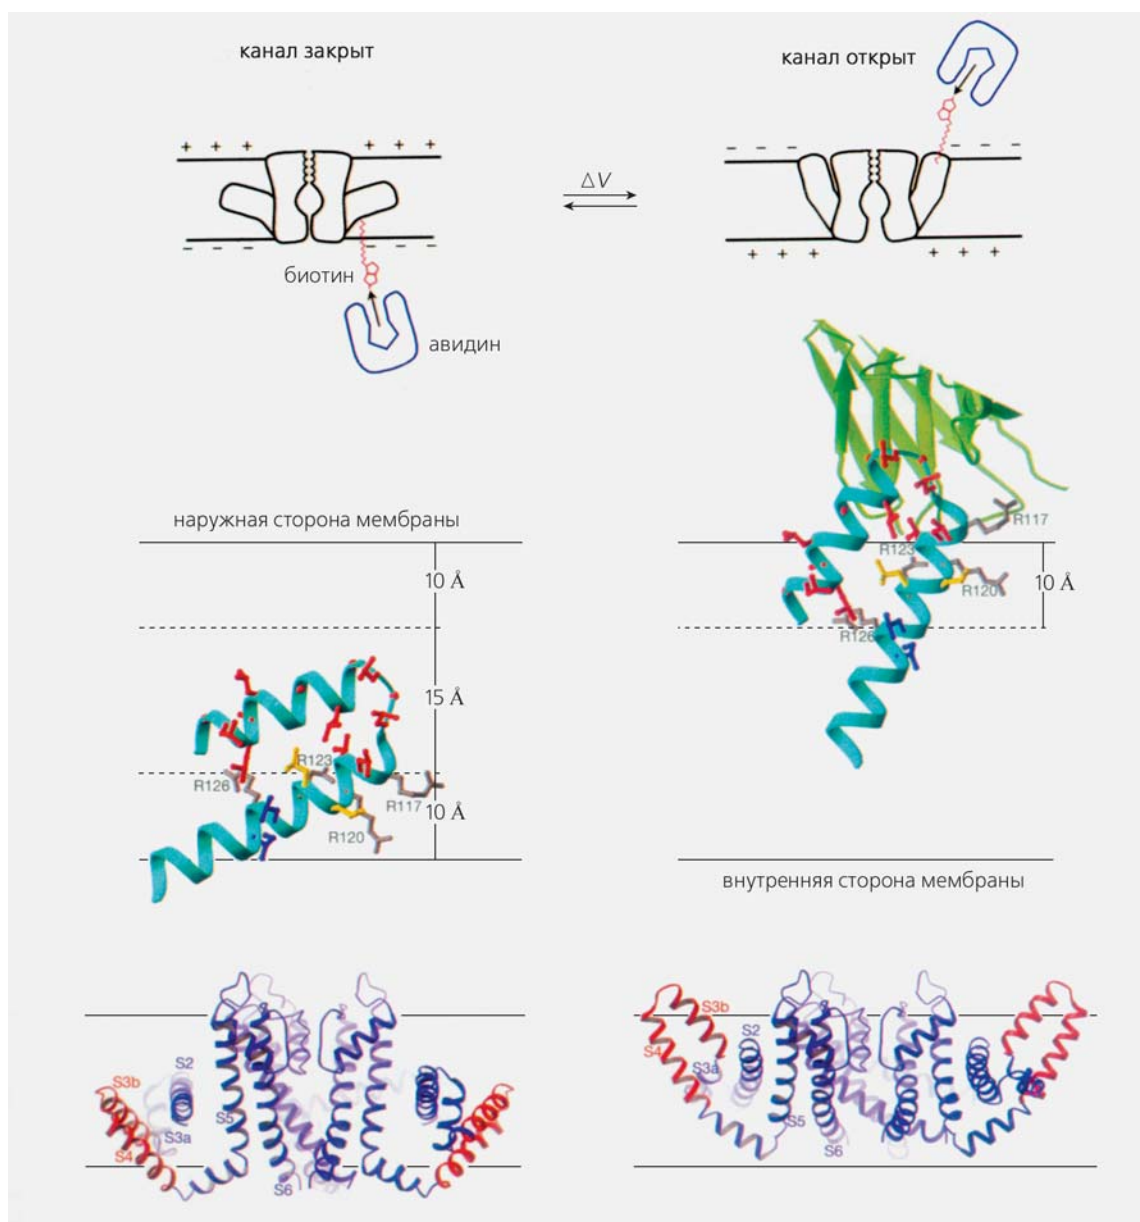 канал закрыт
канал открыт
+ + + + + +
− − − − − −
ΔV
− − − − − −
+ + + + + +
биотин
авидин
наружная сторона мембраны
10 Å
15 Å
10 Å
R126
R123
R120
R117
R117
R123
R120
R126
10 Å
внутренняя сторона мембраны
S3b
S4
S3a
S2
S5
S6
S3b
S4
S3a
S2
S5
S6